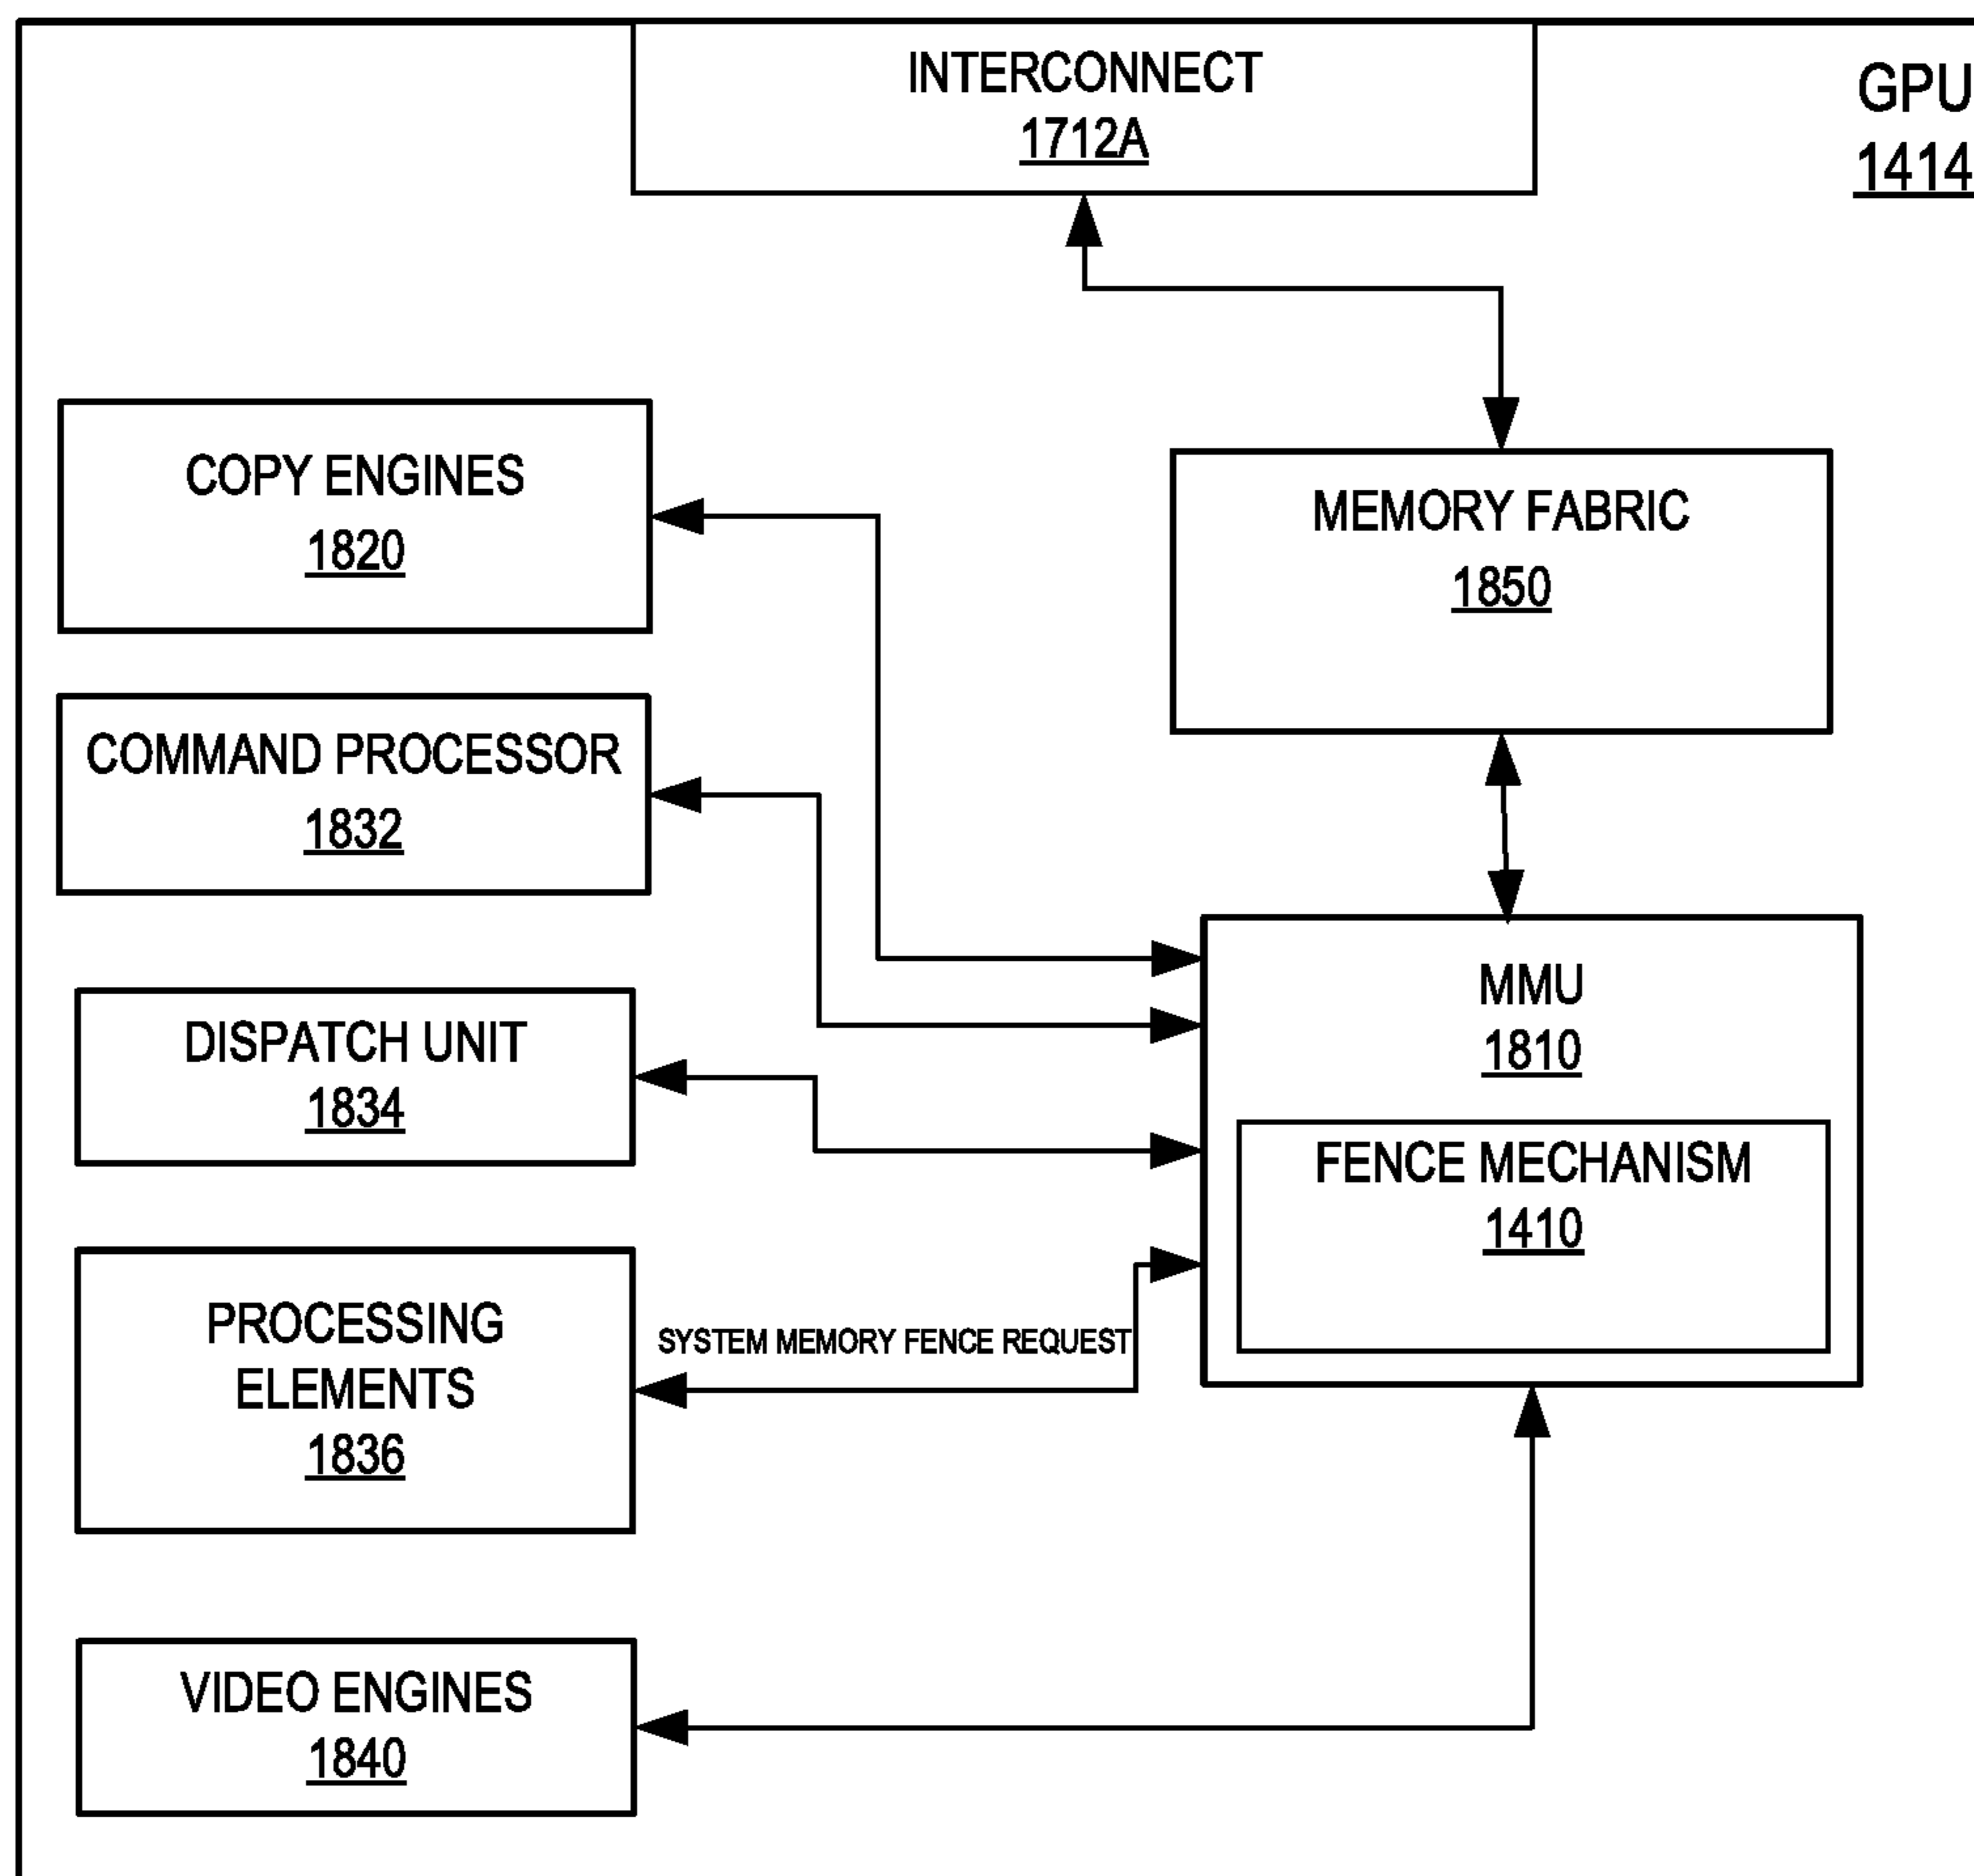 INTERCONNECT
1712A
GPU
1414
COPY ENGINES
1820
MEMORY FABRIC
1850
COMMAND PROCESSOR
1832
DISPATCH UNIT
1834
MMU
1810
FENCE MECHANISM
1410
PROCESSING
ELEMENTS
1836
SYSTEM MEMORY FENCE REQUEST
VIDEO ENGINES
1840